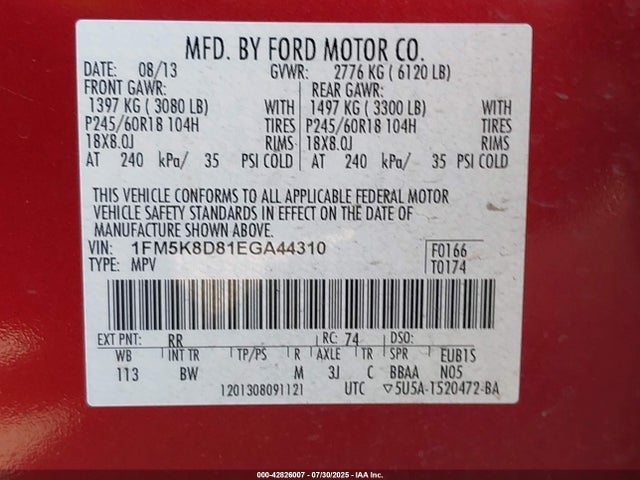 MFD. BY FORD MOTOR CO.
DATE: 08/13 GVWR: 2776 KG ( 6120 LB)
FRONT GAWR: REAR GAWR:
1397 KG ( 3080 LB) WITH 1497 KG ( 3300 LB) WITH
P245/60R18 104H TIRES P245/60R18 104H TIRES
18X8.0J RIMS 18X8.0J RIMS
AT 240 kPa/ 35 PSI COLD AT 240 kPa/ 35 PSI COLD
THIS VEHICLE CONFORMS TO ALL APPLICABLE FEDERAL MOTOR
VEHICLE SAFETY STANDARDS IN EFFECT ON THE DATE OF
MANUFACTURE SHOWN ABOVE.
VIN: 1FM5K8D81EGA44310 F0166
TYPE: MPV T0174
EXT PNT: RR RC: 74 DSO:
WB INT TR TP/PS R AXLE TR SPR EUB1S
113 BW M 3J C BBAA N05
1201308091121 UTC ▽5U5A-1520472-BA
000-42826007 - 07/30/2025 - IAA Inc.